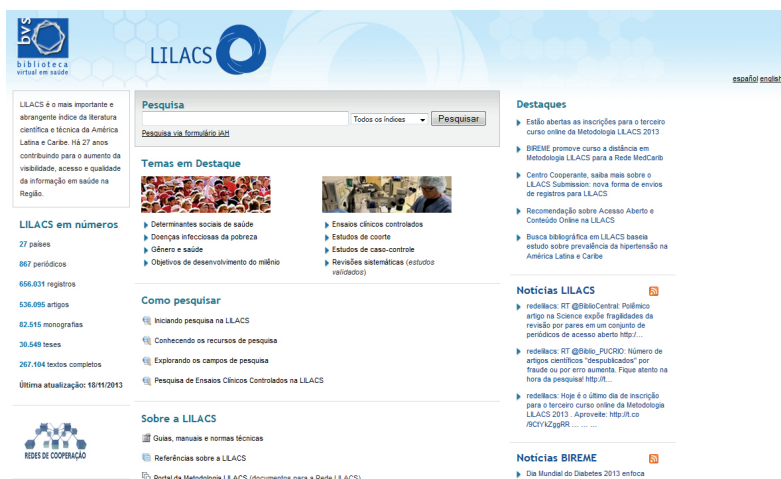 bvs
biblioteca
virtual em saúde
LILACS
español english
LILACS é o mais importante e
abrangente índice da literatura
científica e técnica da América
Latina e Caribe. Há 27 anos
contribuindo para o aumento da
visibilidade, acesso e qualidade
da informação em saúde na
Região.
LILACS em números
27 países
867 periódicos
656.031 registros
536.095 artigos
82.515 monografias
30.549 teses
267.104 textos completos
Última atualização: 18/11/2013
REDES DE COOPERAÇÃO
Pesquisa
Todos os índices
Pesquisar
Pesquisa via formulário iAH
Temas em Destaque
Determinantes sociais de saúde
Doenças infecciosas da pobreza
Gênero e saúde
Objetivos de desenvolvimento do milênio
Ensaios clínicos controlados
Estudos de coorte
Estudos de caso-controle
Revisões sistemáticas (estudos
validados)
Como pesquisar
Iniciando pesquisa na LILACS
Conhecendo os recursos de pesquisa
Explorando os campos de pesquisa
Pesquisa de Ensaios Clínicos Controlados na LILACS
Sobre a LILACS
Guias, manuais e normas técnicas
Referências sobre a LILACS
Portal da Metodologia LILACS (documentos para a Rede LILACS)
Destaques
Estão abertas as inscrições para o terceiro
curso online da Metodologia LILACS 2013
BIREME promove curso a distância em
Metodologia LILACS para a Rede MedCarib
Centro Cooperante, saiba mais sobre o
LILACS Submission: nova forma de envios
de registros para LILACS
Recomendação sobre Acesso Aberto e
Conteúdo Online na LILACS
Busca bibliográfica em LILACS baseia
estudo sobre prevalência da hipertensão na
América Latina e Caribe
Notícias LILACS
redelilacs: RT @BiblioCentral: Polêmico
artigo na Science expõe fragilidades da
revisão por pares em um conjunto de
periódicos de acesso aberto http:/...
redelilacs: RT @Biblio_PUCRIO: Número de
artigos científicos "despublicados" por
fraude ou por erro aumenta. Fique atento na
hora da pesquisa! http://t...
redelilacs: Hoje é o último dia de inscrição
para o terceiro curso online da Metodologia
LILACS 2013 . Aproveite: http://t.co
/9CtYkZggRR ... ... ...
Notícias BIREME
Dia Mundial do Diabetes 2013 enfoca